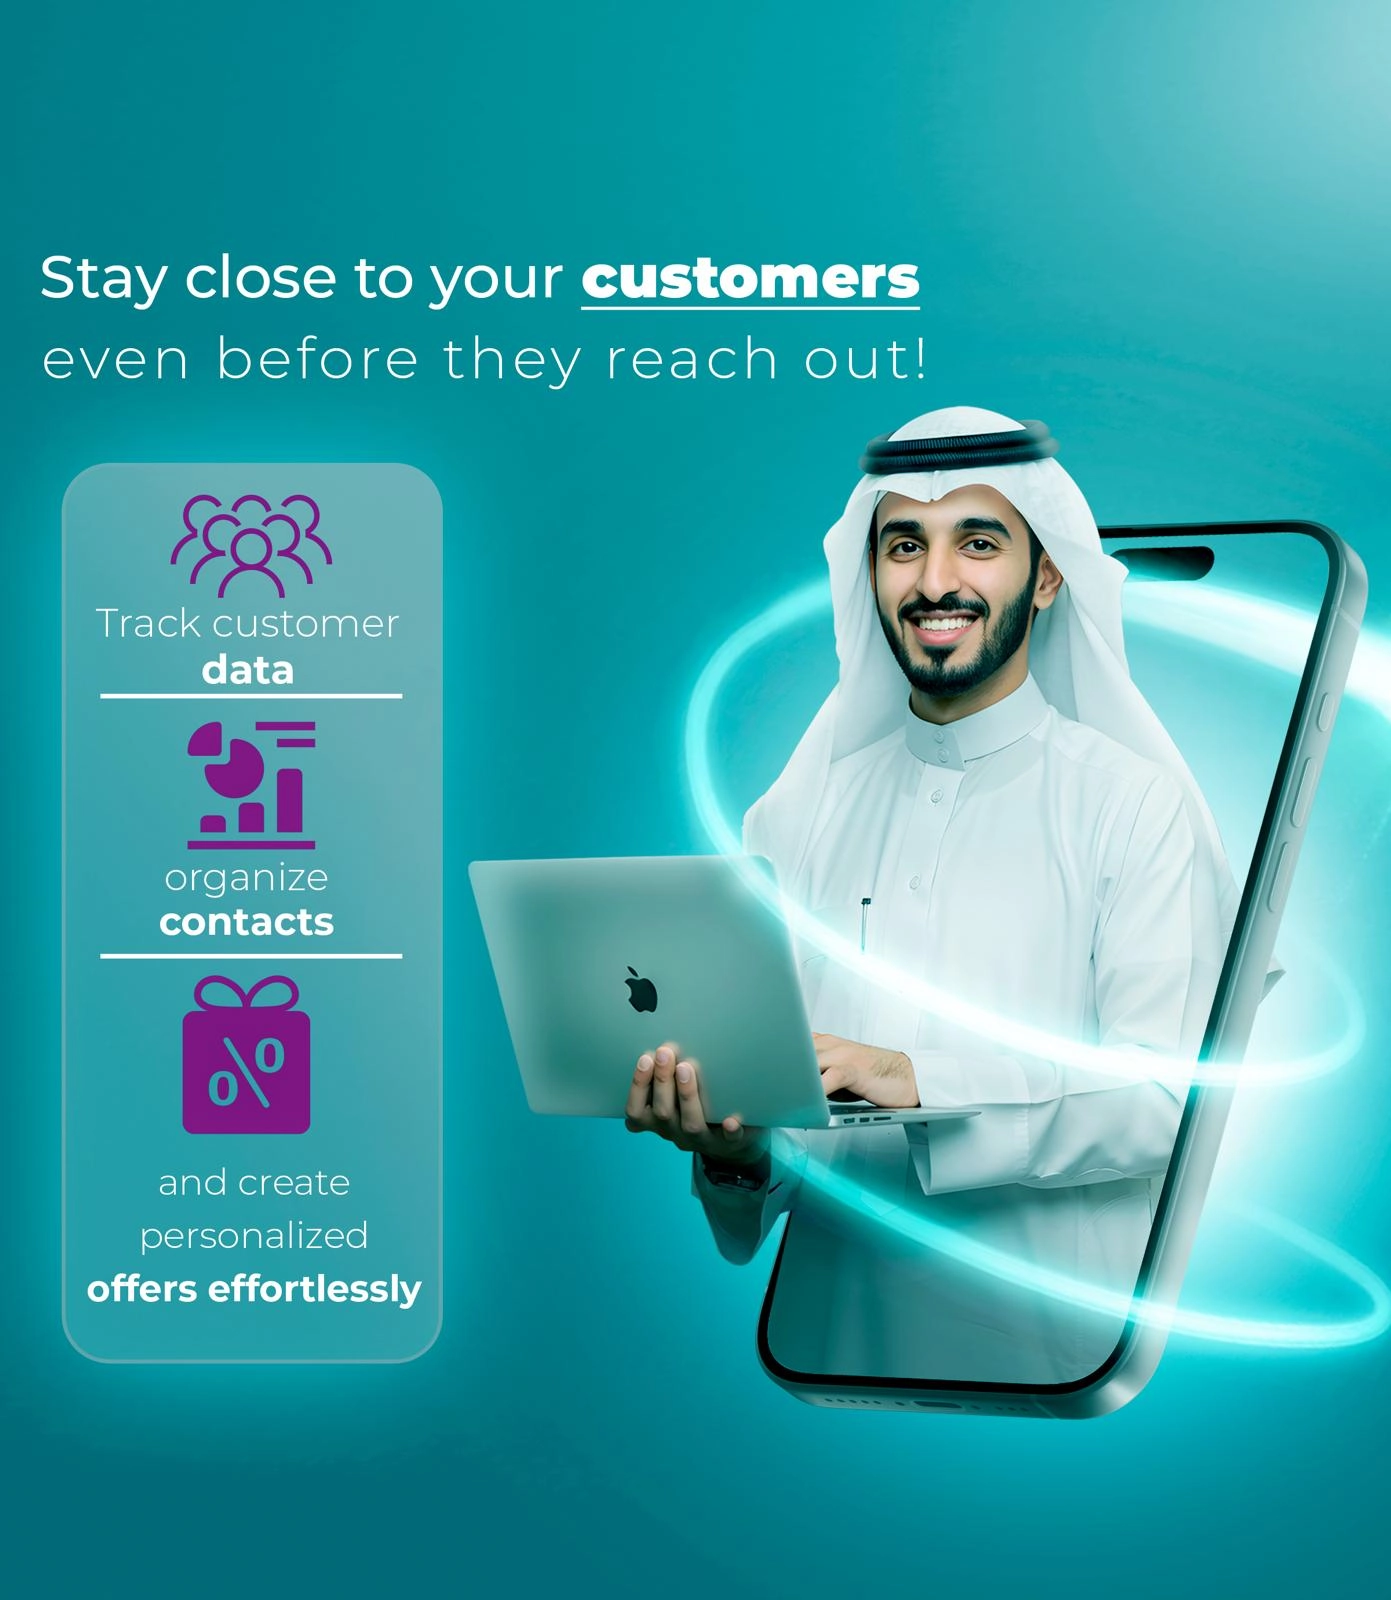 Stay close to your customers
even before they reach out!
Track customer
data
organize
contacts
%
and create
personalized
offers effortlessly